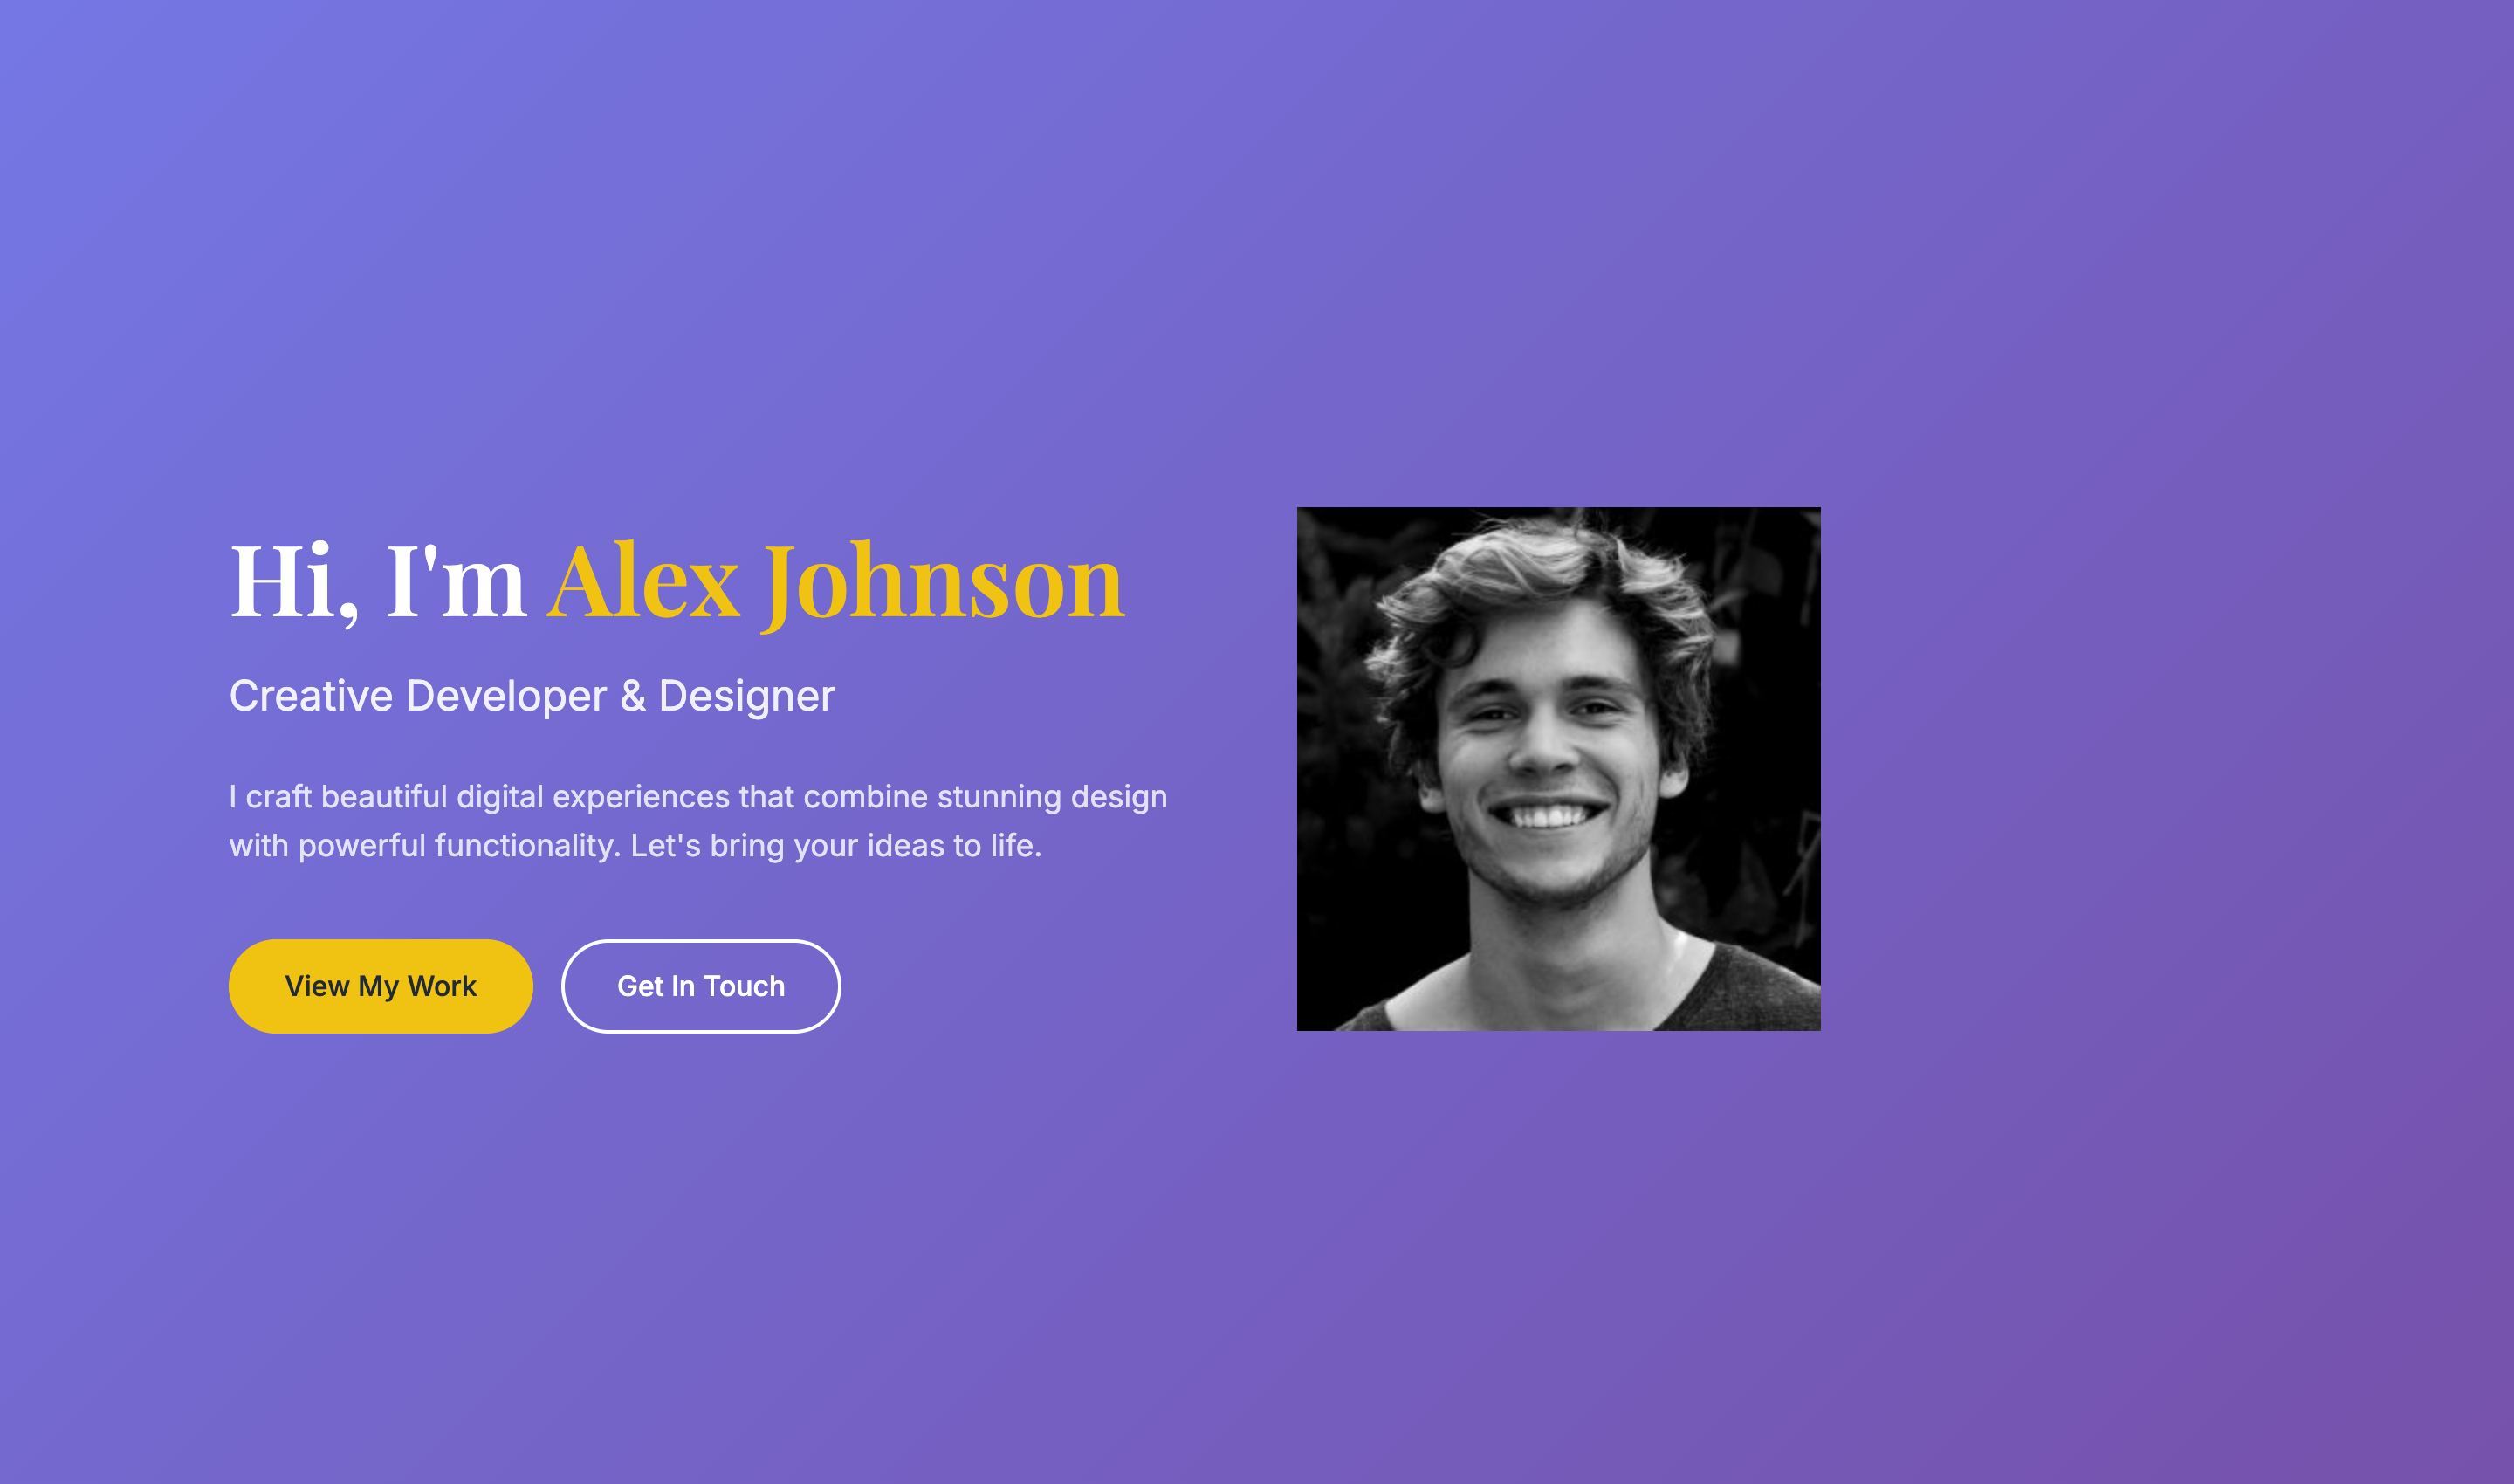 Hi, I'm Alex Johnson
Creative Developer & Designer
I craft beautiful digital experiences that combine stunning design
with powerful functionality. Let's bring your ideas to life.
View My Work
Get In Touch